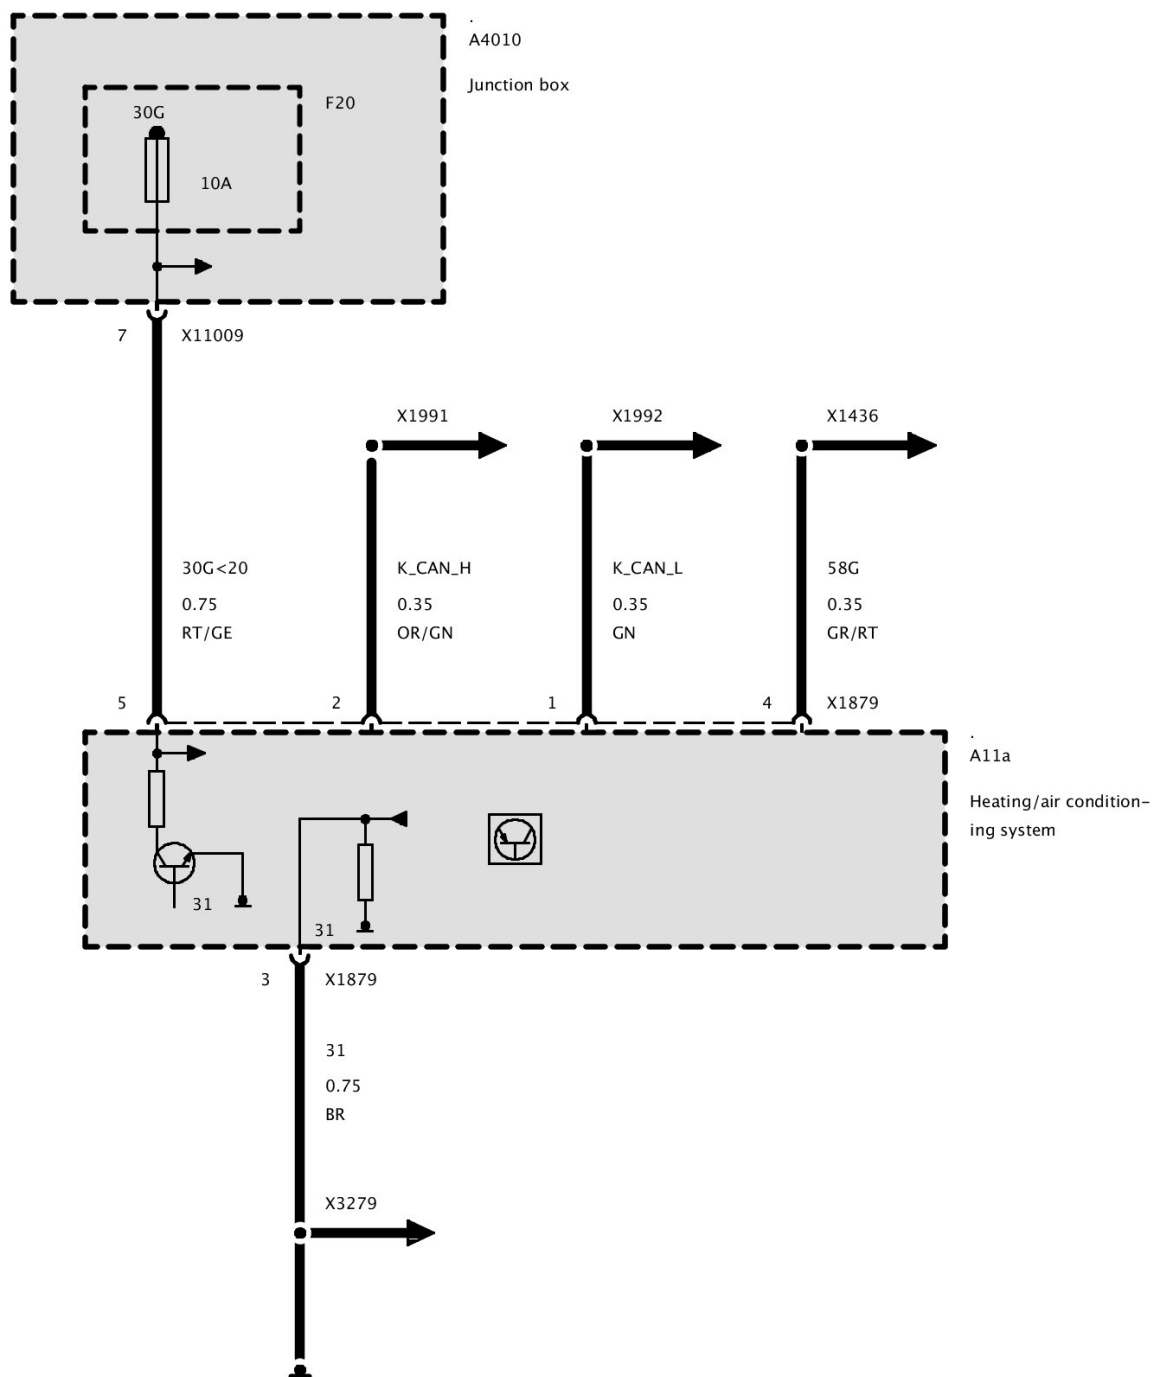 .
A4010
Junction box
F20
30G
10A
7
X11009
X1991
X1992
X1436
30G<20
0.75
RT/GE
K_CAN_H
0.35
OR/GN
K_CAN_L
0.35
GN
58G
0.35
GR/RT
5
2
1
4
X1879
.
A11a
Heating/air condition-
ing system
31
31
3
X1879
31
0.75
BR
X3279